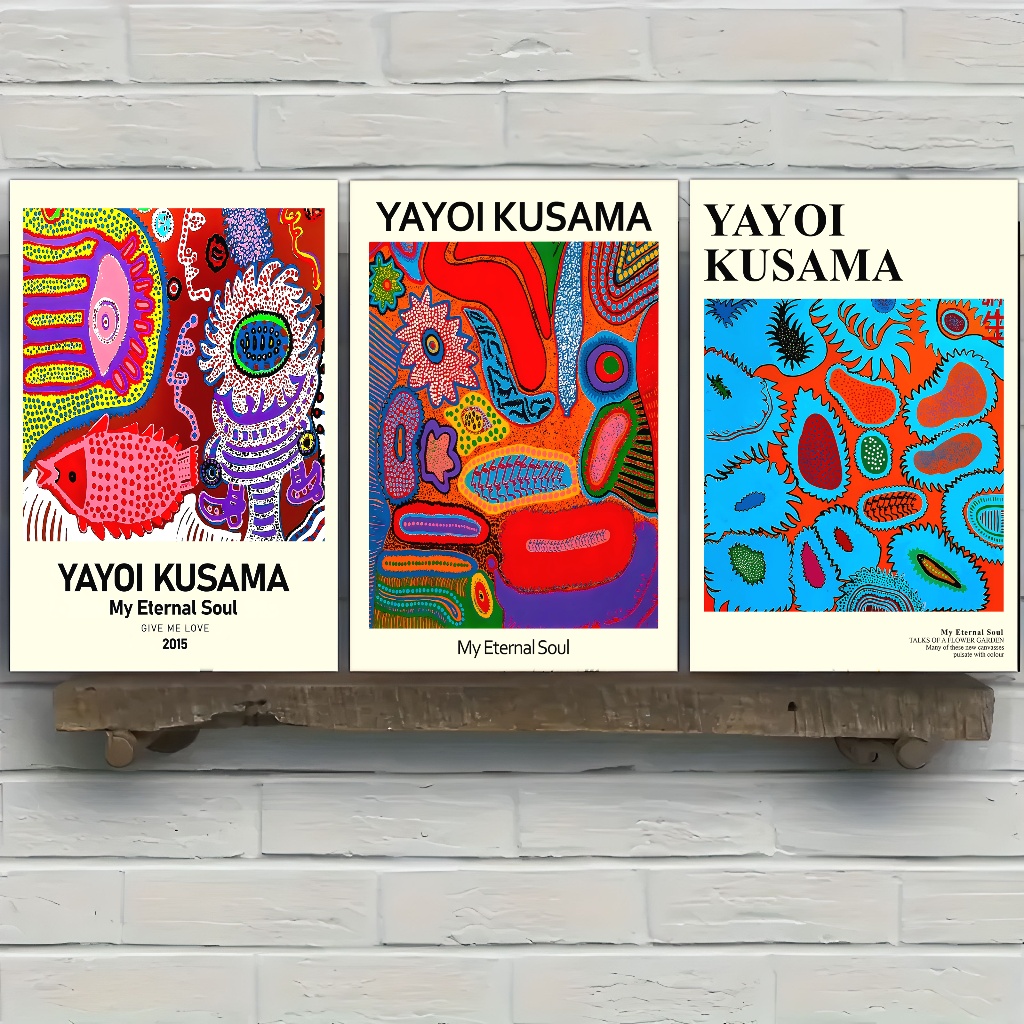 YAYOI KUSAMA
My Eternal Soul
GIVE ME LOVE
2015
YAYOI KUSAMA
My Eternal Soul
YAYOI
KUSAMA
My Eternal Soul
TALKS OF A FLOWER GARDEN
Many of these new canvasses
pulsate with colour